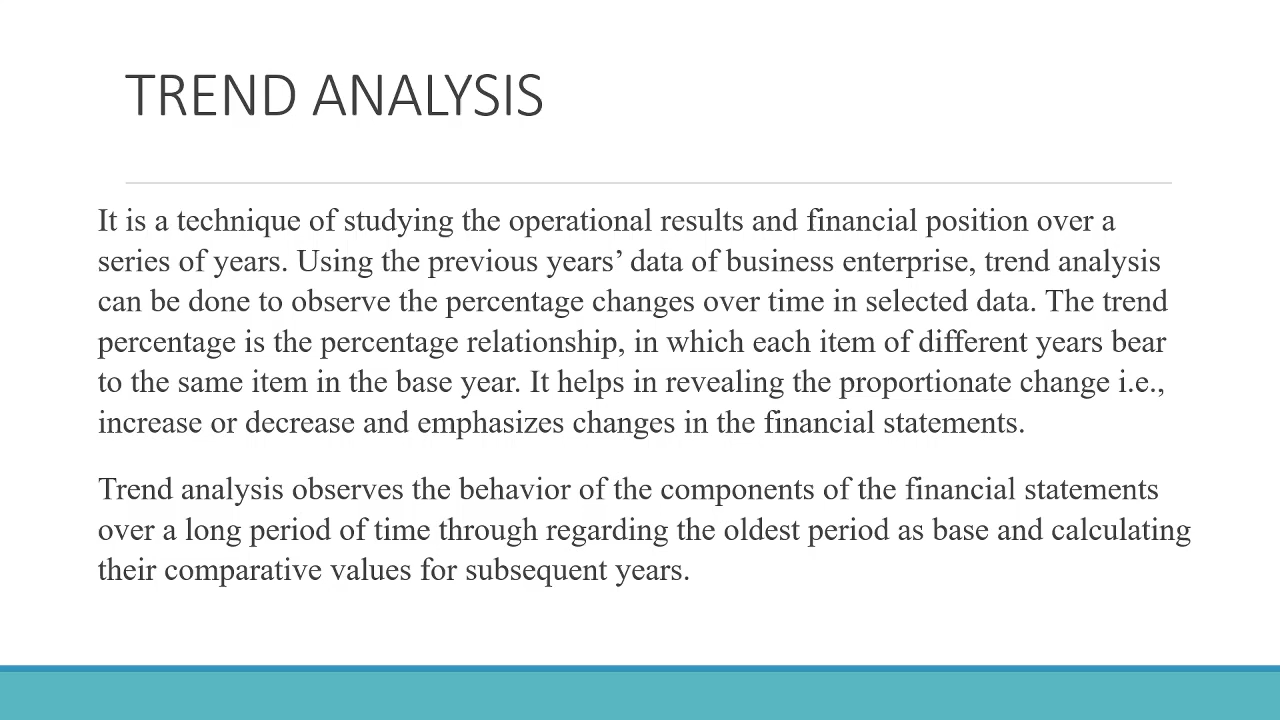 TREND ANALYSIS
It is a technique of studying the operational results and financial position over a
series of years. Using the previous years’ data of business enterprise, trend analysis
can be done to observe the percentage changes over time in selected data. The trend
percentage is the percentage relationship, in which each item of different years bear
to the same item in the base year. It helps in revealing the proportionate change i.e.,
increase or decrease and emphasizes changes in the financial statements.
Trend analysis observes the behavior of the components of the financial statements
over a long period of time through regarding the oldest period as base and calculating
their comparative values for subsequent years.